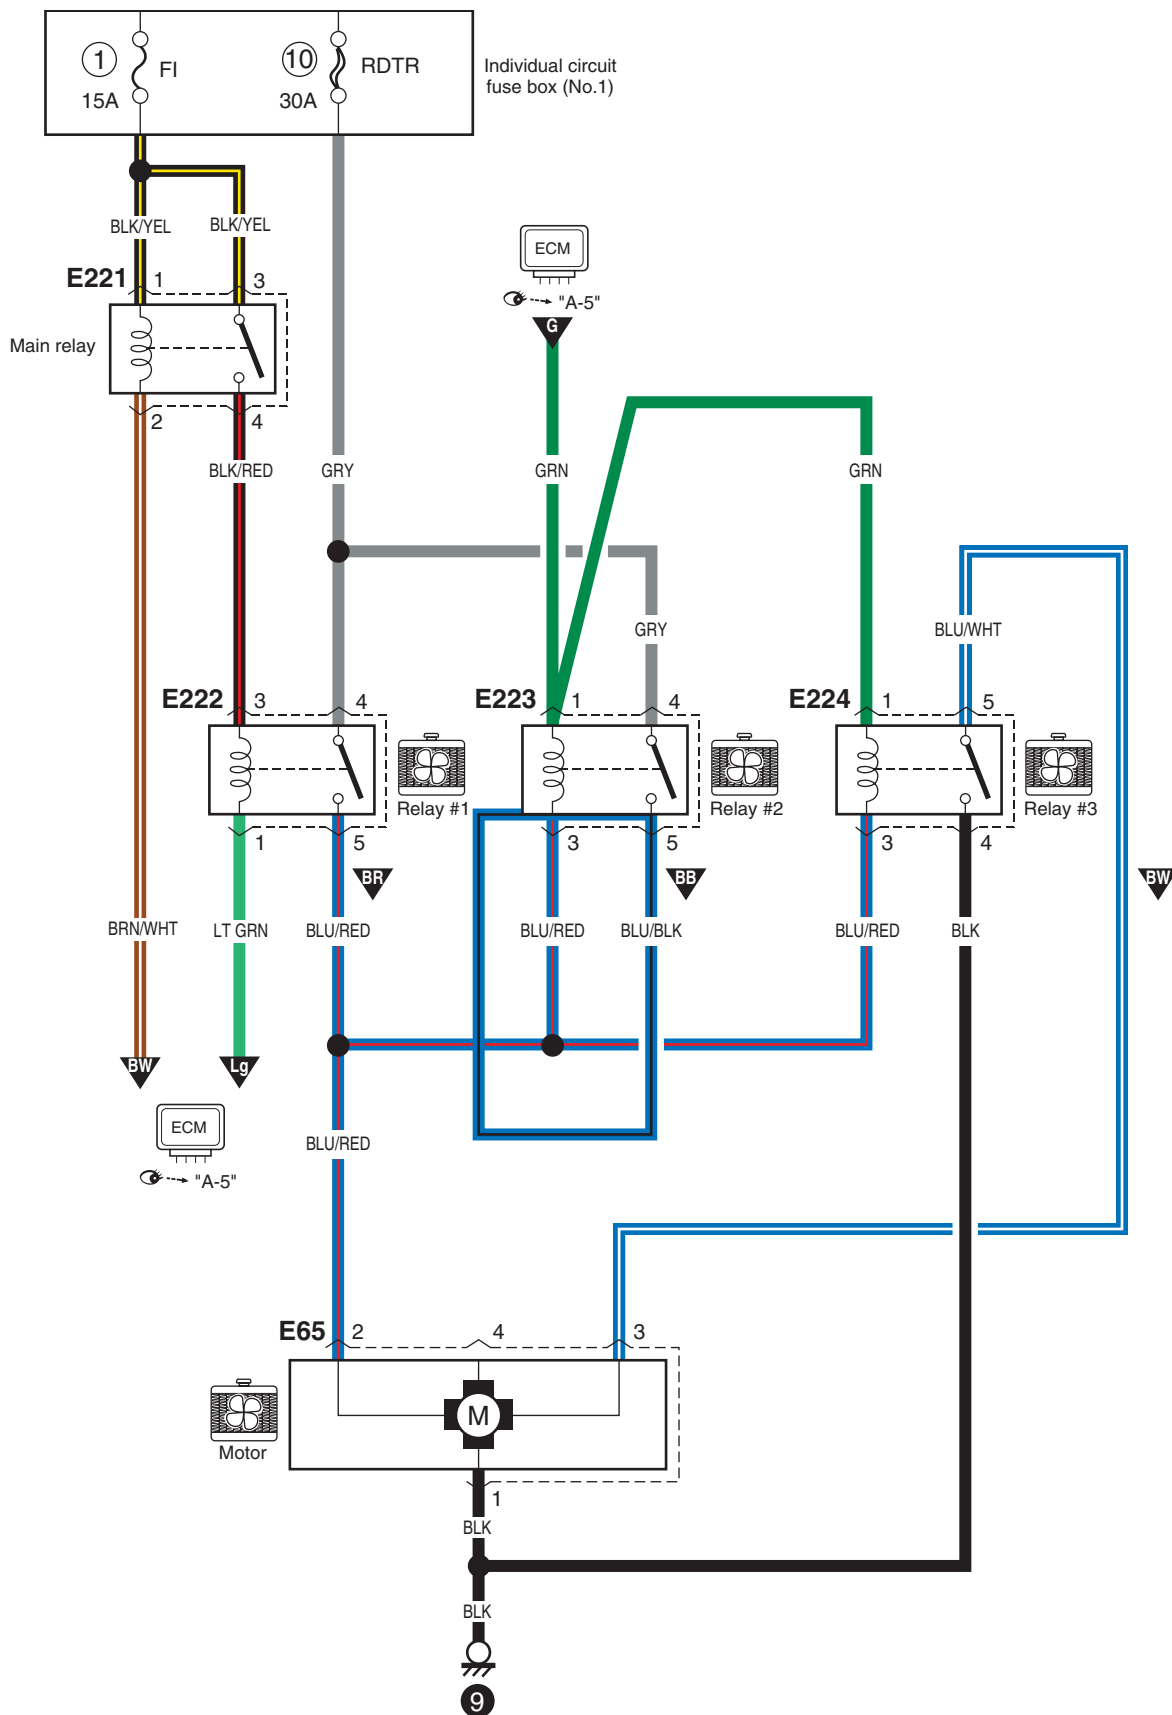 1 FI 10 RDTR
15A 30A
Individual circuit
fuse box (No.1)
BLK/YEL BLK/YEL
ECM
"A-5"
G
E221 1 3
Main relay
2 4
BLK/RED GRY GRN GRN
GRY BLU/WHT
E222 3 4 E223 1 4 E224 1 5
Relay #1 Relay #2 Relay #3
1 5 3 5 3 4
BR BB BW
BRN/WHT LT GRN BLU/RED BLU/RED BLU/BLK BLU/RED BLK
BW Lg
ECM
"A-5"
BLU/RED
E65 2 4 3
M
Motor
1
BLK
BLK
9